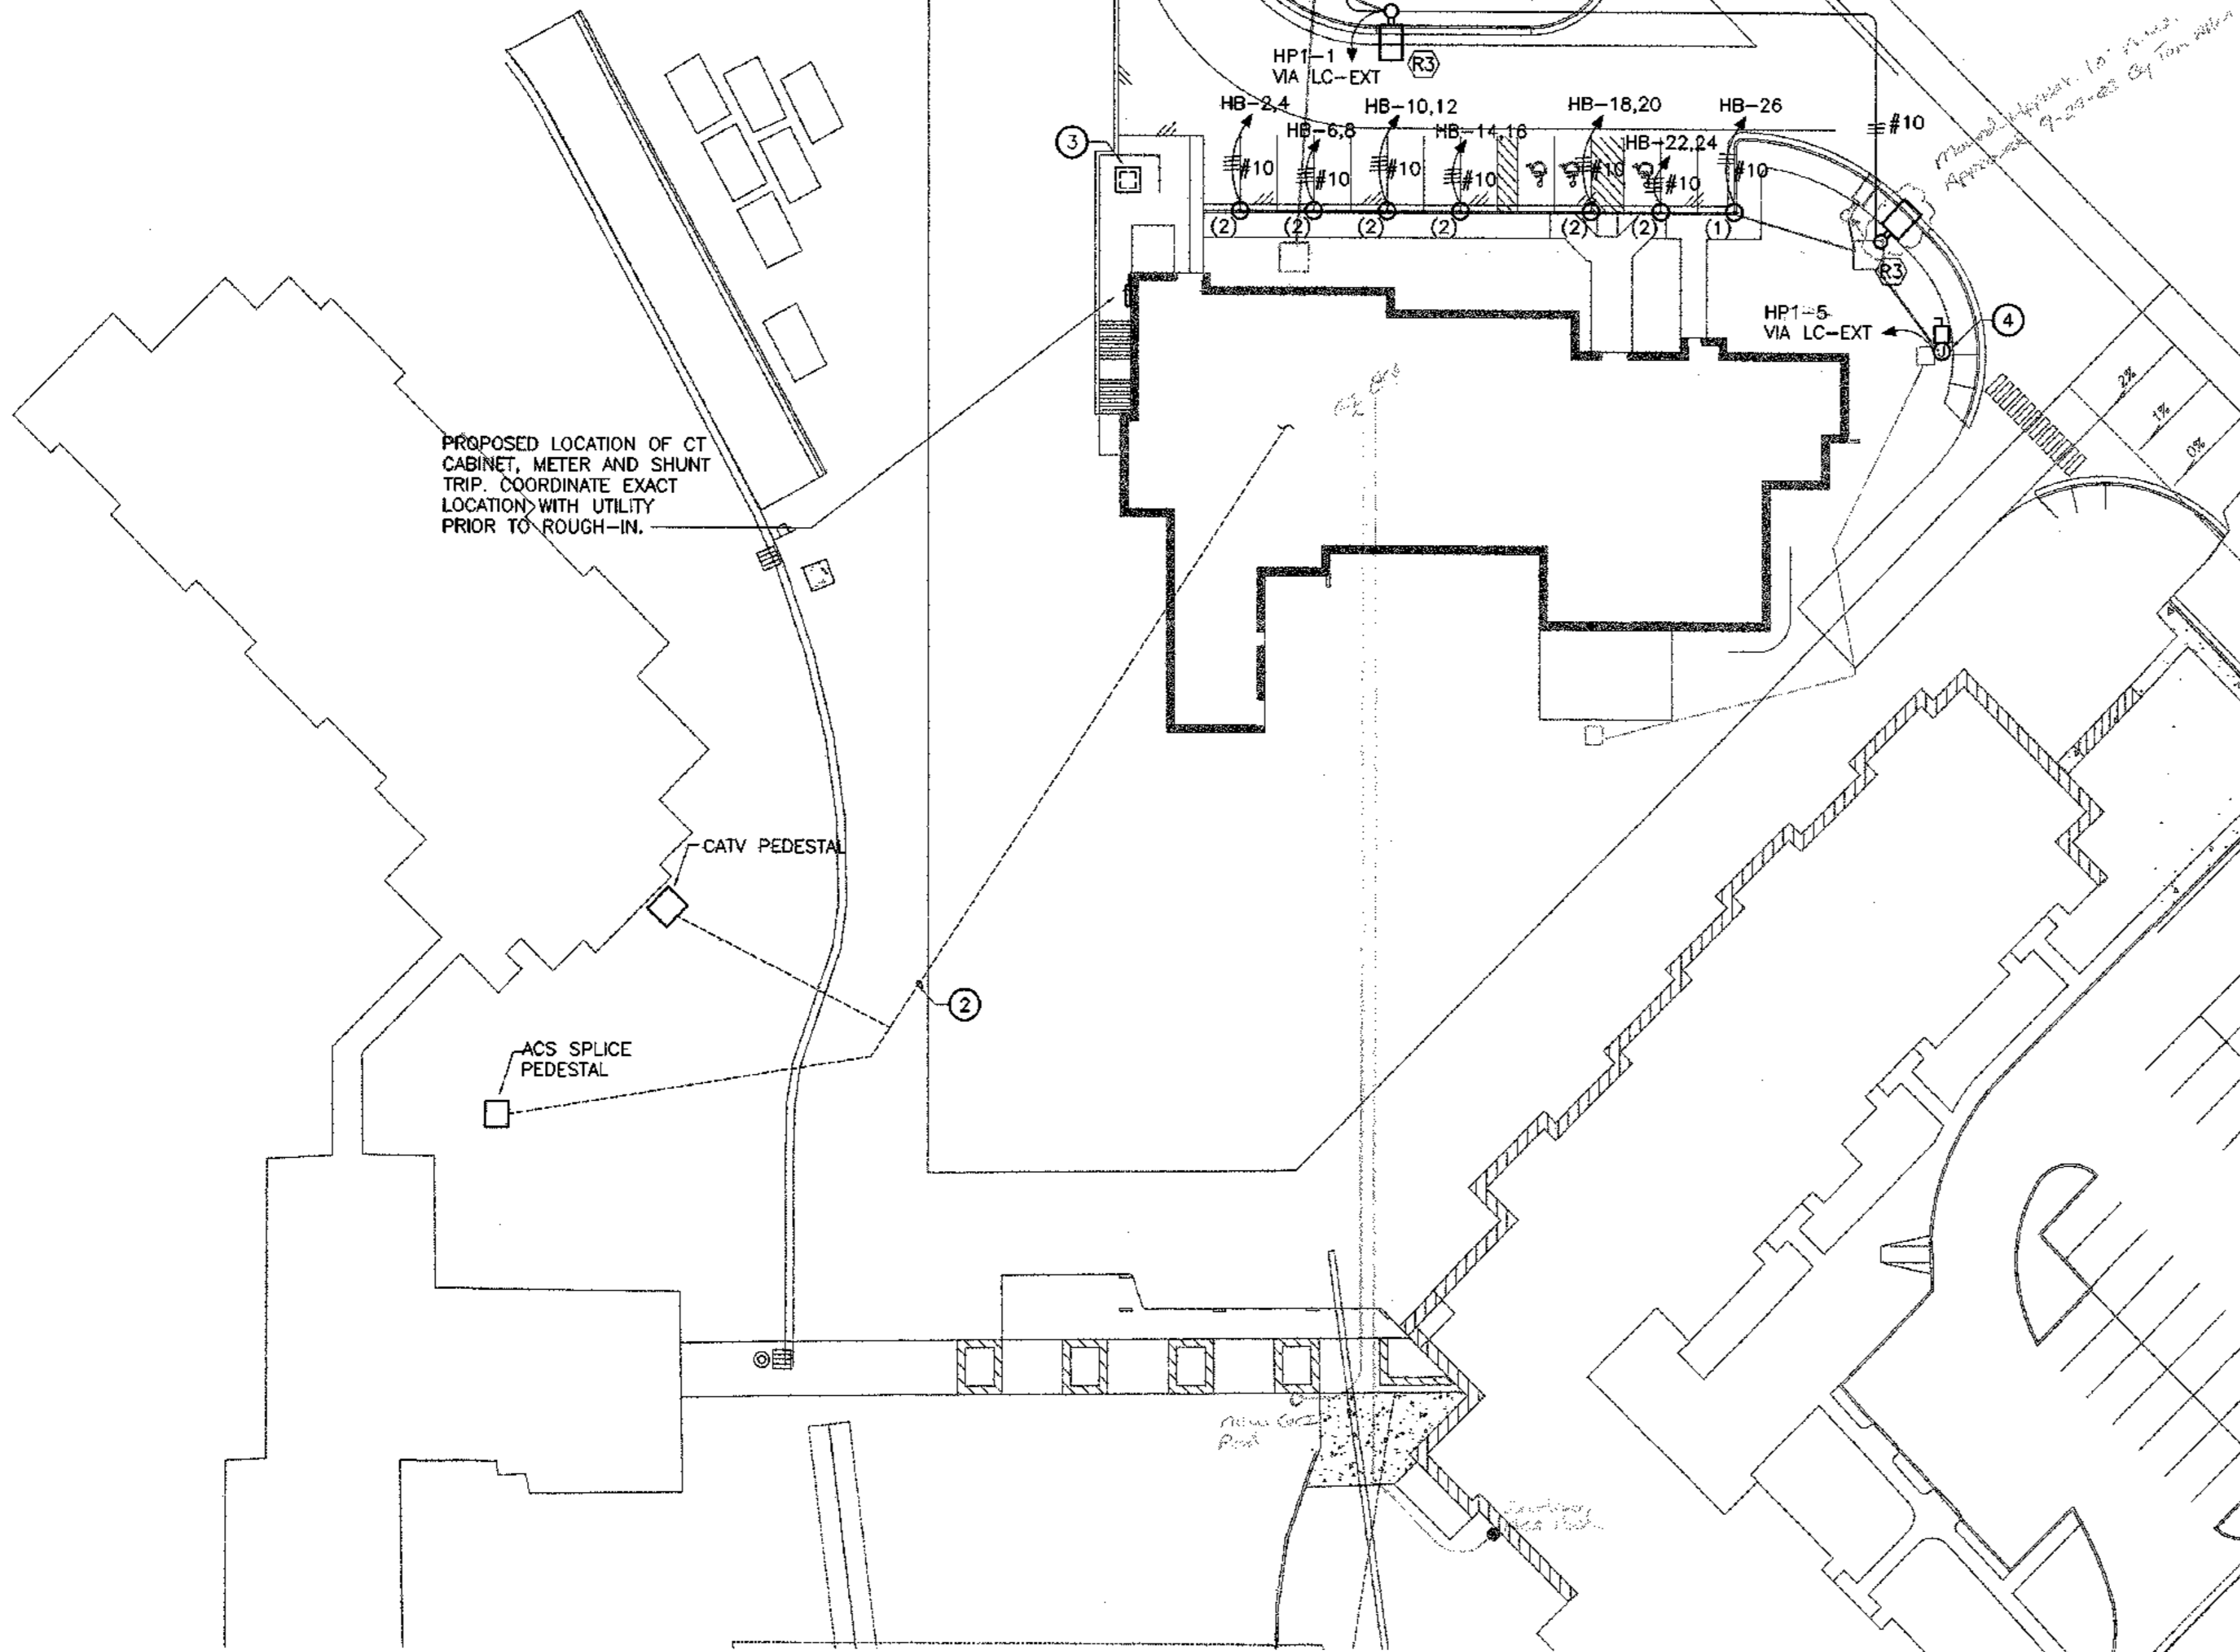 HP1-1
VIA LC-EXT
R3
#10
HB-2,4
HB-10,12
HB-18,20
HB-26
HB-6,8
HB-14,16
HB-22,24
3
#10
#10
#10
#10
#10
#10
#10
(2)
(2)
(2)
(2)
(2)
(2)
(1)
R3
HP1-5
VIA LC-EXT
4
2%
1%
0%
PROPOSED LOCATION OF CT
CABINET, METER AND SHUNT
TRIP. COORDINATE EXACT
LOCATION WITH UTILITY
PRIOR TO ROUGH-IN.
CATV PEDESTAL
2
ACS SPLICE
PEDESTAL